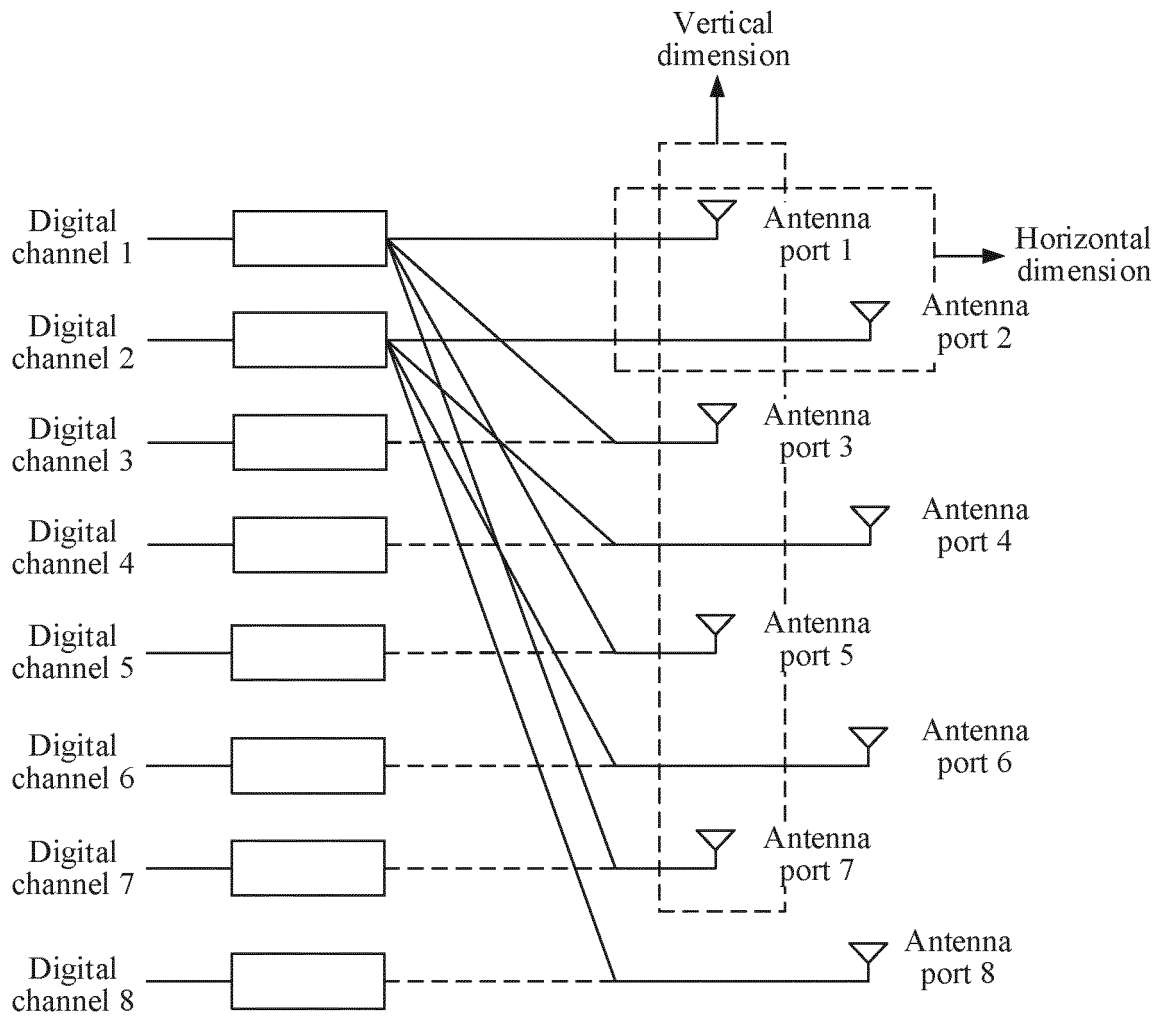 Vertical
dimension
Digital
channel 1
Antenna
port 1
Horizontal
dimension
Digital
channel 2
Antenna
port 2
Digital
channel 3
Antenna
port 3
Digital
channel 4
Antenna
port 4
Digital
channel 5
Antenna
port 5
Digital
channel 6
Antenna
port 6
Digital
channel 7
Antenna
port 7
Digital
channel 8
Antenna
port 8